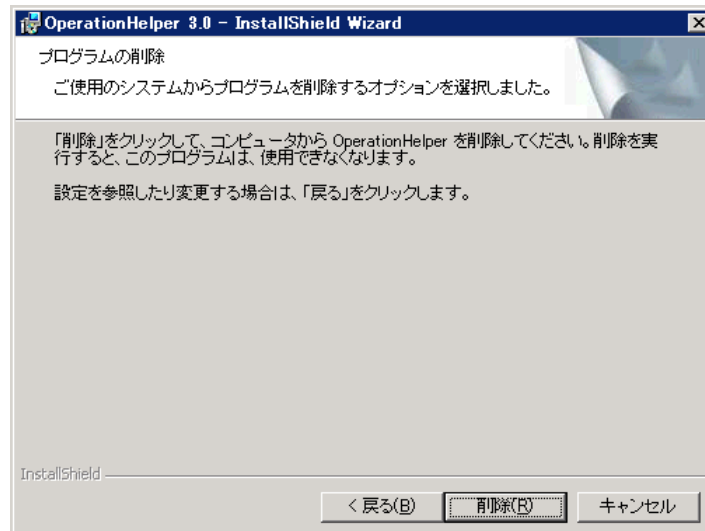 OperationHelper 3.0 - InstallShield Wizard
プログラムの削除
ご使用のシステムからプログラムを削除するオプションを選択しました。
「削除」をクリックして、コンピュータから OperationHelper を削除してください。削除を実
行すると、このプログラムは、使用できなくなります。
設定を参照したり変更する場合は、「戻る」をクリックします。
InstallShield
< 戻る(B) 削除(R) キャンセル